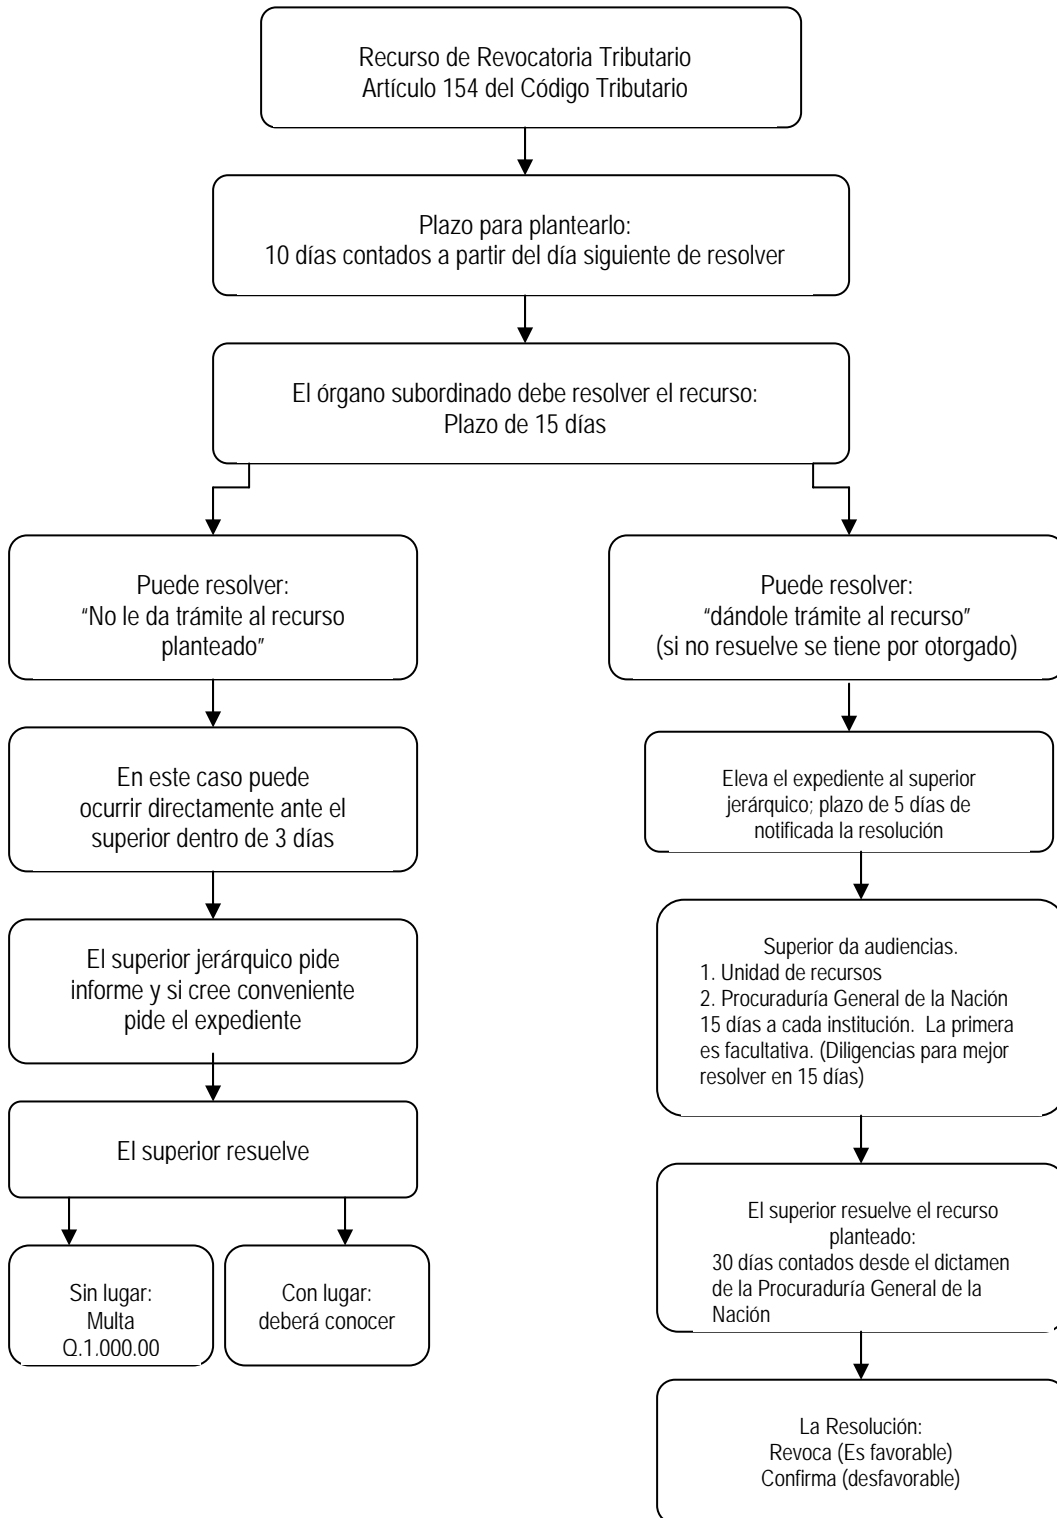 Recurso de Revocatoria Tributario
Artículo 154 del Código Tributario
Plazo para plantearlo:
10 días contados a partir del día siguiente de resolver
El órgano subordinado debe resolver el recurso:
Plazo de 15 días
Puede resolver:
“No le da trámite al recurso
planteado”
En este caso puede
ocurrir directamente ante el
superior dentro de 3 días
El superior jerárquico pide
informe y si cree conveniente
pide el expediente
El superior resuelve
Sin lugar:
Multa
Q.1.000.00
Con lugar:
deberá conocer
Puede resolver:
“dándole trámite al recurso”
(si no resuelve se tiene por otorgado)
Eleva el expediente al superior
jerárquico; plazo de 5 días de
notificada la resolución
Superior da audiencias.
1. Unidad de recursos
2. Procuraduría General de la Nación
15 días a cada institución. La primera
es facultativa. (Diligencias para mejor
resolver en 15 días)
El superior resuelve el recurso
planteado:
30 días contados desde el dictamen
de la Procuraduría General de la
Nación
La Resolución:
Revoca (Es favorable)
Confirma (desfavorable)